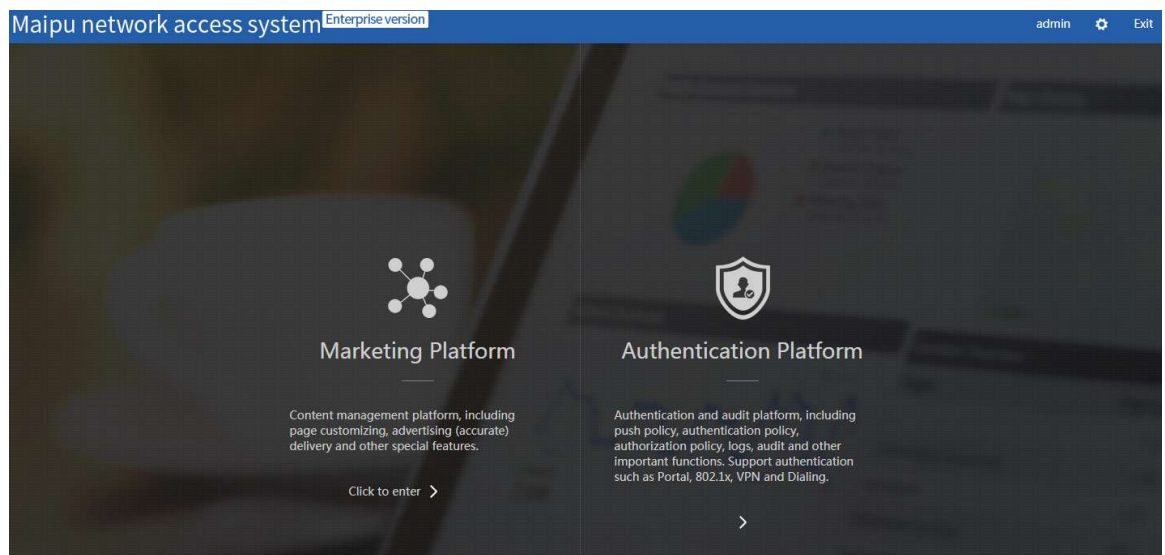 Maipu network access system Enterprise version
admin Exit
Marketing Platform
Content management platform, including
page customizing, advertising (accurate)
delivery and other special features.
Click to enter
Authentication Platform
Authentication and audit platform, including
push policy, authentication policy,
authorization policy, logs, audit and other
important functions. Support authentication
such as Portal, 802.1x, VPN and Dialing.